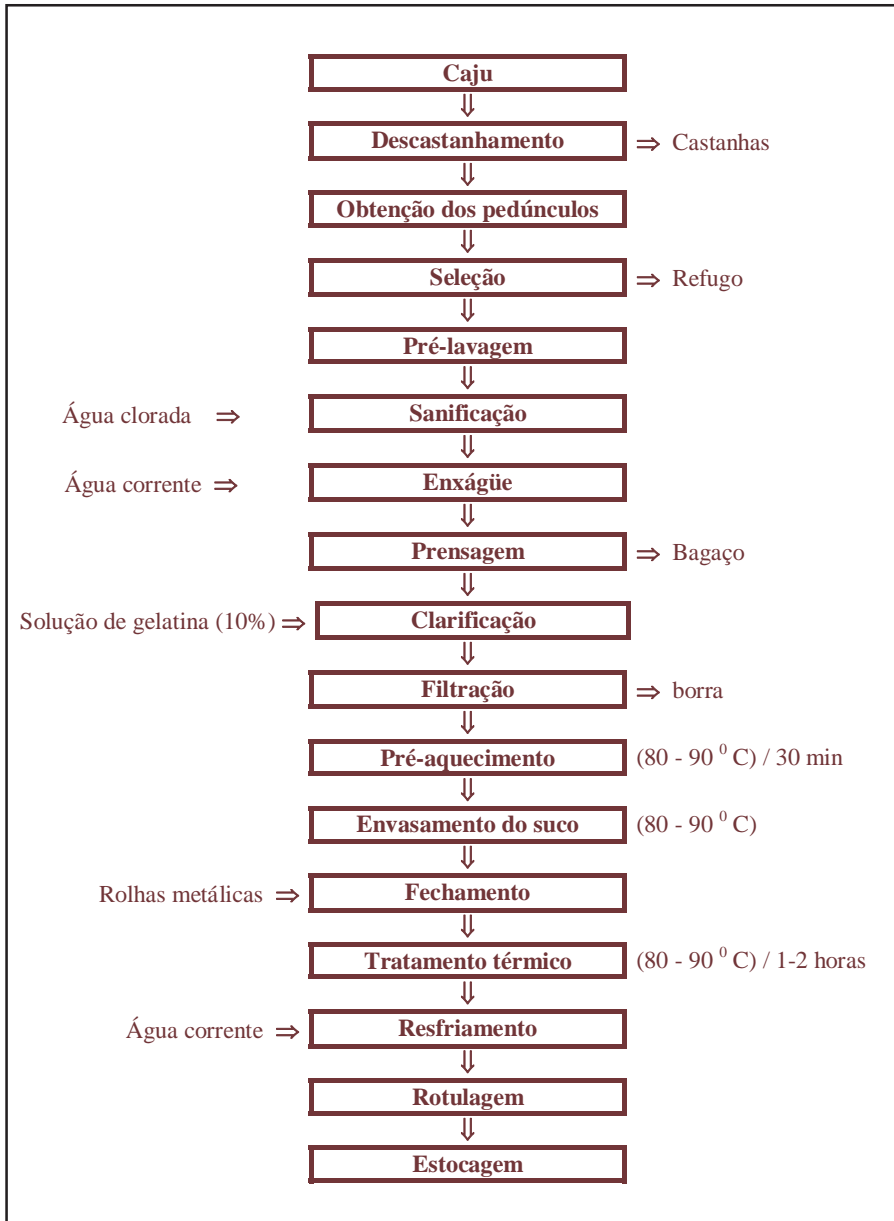 Caju
⇓
Descastanhamento ⇒ Castanhas
⇓
Obtenção dos pedúnculos
⇓
Seleção ⇒ Refugo
⇓
Pré-lavagem
⇓
Água clorada ⇒ Sanificação
⇓
Água corrente ⇒ Enxágüe
⇓
Prensagem ⇒ Bagaço
⇓
Solução de gelatina (10%) ⇒ Clarificação
⇓
Filtração ⇒ borra
⇓
Pré-aquecimento (80 - 90 ⁰ C) / 30 min
⇓
Envasamento do suco (80 - 90 ⁰ C)
⇓
Rolhas metálicas ⇒ Fechamento
⇓
Tratamento térmico (80 - 90 ⁰ C) / 1-2 horas
⇓
Água corrente ⇒ Resfriamento
⇓
Rotulagem
⇓
Estocagem